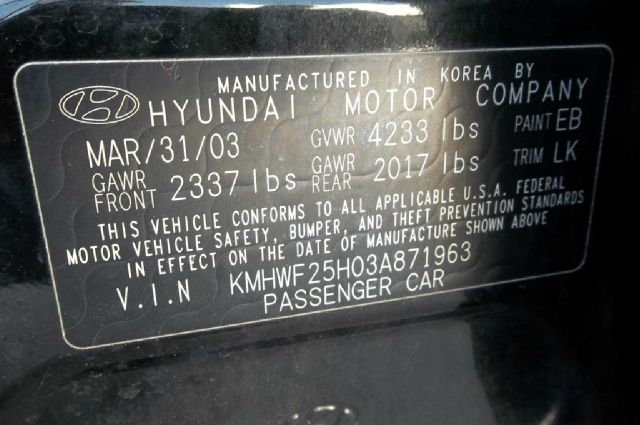 MANUFACTURED IN KOREA BY
HYUNDAI MOTOR COMPANY
MAR/31/03 GVWR 4233 lbs PAINT EB
GAWR FRONT 2337 lbs GAWR REAR 2017 lbs TRIM LK
THIS VEHICLE CONFORMS TO ALL APPLICABLE U.S.A. FEDERAL
MOTOR VEHICLE SAFETY, BUMPER, AND THEFT PREVENTION STANDARDS
IN EFFECT ON THE DATE OF MANUFACTURE SHOWN ABOVE
V.I.N KMHWF25H03A871963
PASSENGER CAR